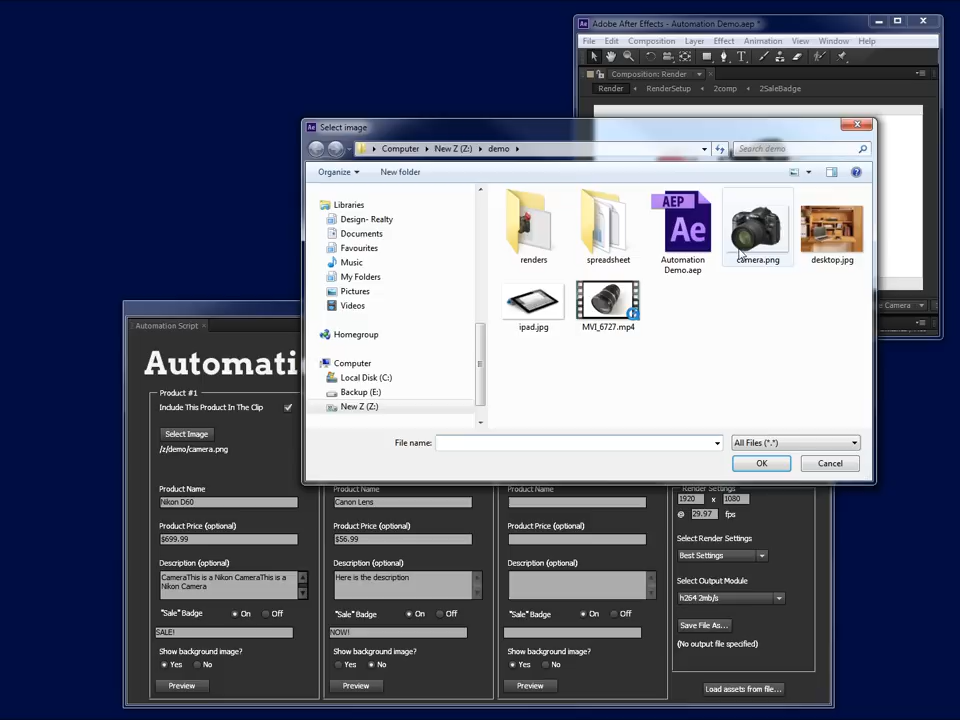 Adobe After Effects - Automation Demo.aep *
File Edit Composition Layer Effect Animation View Window Help
Composition: Render
Render RenderSetup 2comp 2SaleBadge
Select image
Computer New Z (Z:) demo
Search demo
Organize New folder
Libraries
Design- Realty
Documents
Favourites
Music
My Folders
Pictures
Videos
Homegroup
Computer
Local Disk (C:)
Backup (E:)
New Z (Z:)
renders
spreadsheet
AEP
Ae
Automation
Demo.aep
camera.png
desktop.jpg
ipad.jpg
MVI_6727.mp4
File name:
All Files (*.*)
OK
Cancel
Camera
Automation Script
Automati
Product #1
Include This Product In The Clip
Select Image
/z/demo/camera.png
Product Name
Nikon D60
Product Price (optional)
$699.99
Description (optional)
CameraThis is a Nikon CameraThis is a
Nikon Camera
"Sale" Badge On Off
SALE!
Show background image?
Yes No
Preview
Product Name
Canon Lens
Product Price (optional)
$56.99
Description (optional)
Here is the description
"Sale" Badge On Off
NOW!
Show background image?
Yes No
Preview
Product Name
Product Price (optional)
Description (optional)
"Sale" Badge On Off
Show background image?
Yes No
Preview
Render Settings
1920 x 1080
@ 29.97 fps
Select Render Settings
Best Settings
Select Output Module
h264 2mb/s
Save File As...
(No output file specified)
Load assets from file...